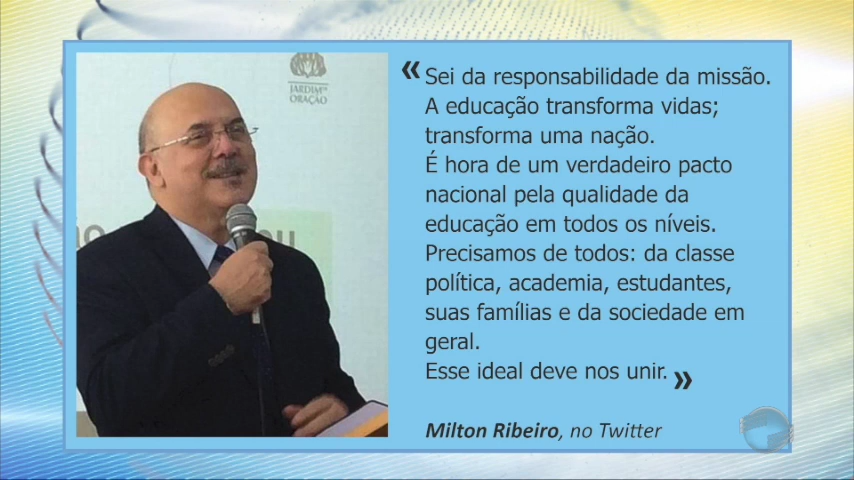 JARDIM DE
ORAÇÃO
« Sei da responsabilidade da missão.
A educação transforma vidas;
transforma uma nação.
É hora de um verdadeiro pacto
nacional pela qualidade da
educação em todos os níveis.
Precisamos de todos: da classe
política, academia, estudantes,
suas famílias e da sociedade em
geral.
Esse ideal deve nos unir. »
Milton Ribeiro, no Twitter